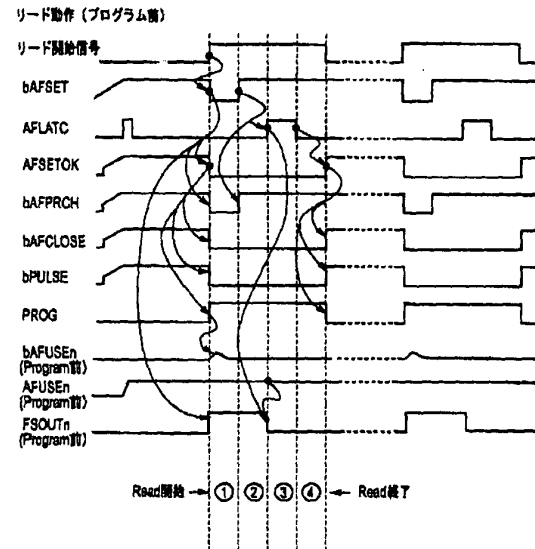 リード動作 (プログラム前)
リード開始信号
bAFSET
AFLATC
AFSETOK
bAFPRCH
bAFCLOSE
bPULSE
PROG
bAFUSEn
(Program前)
AFUSEn
(Program前)
FSOUTn
(Program前)
Read開始 ① ② ③ ④ Read終了